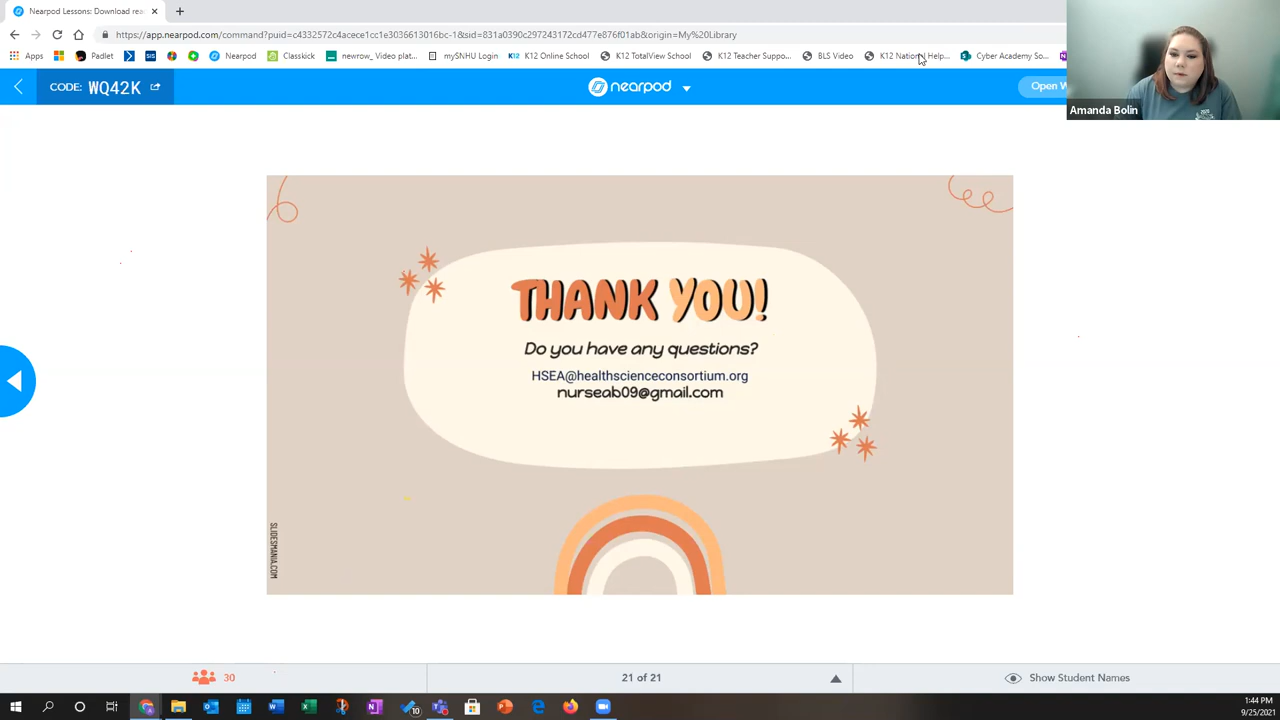 Nearpod Lessons: Download rea
https://app.nearpod.com/command?puid=c4332572c4acece1cc1e3036613016bc-1&sid=831a0390c297243172cd477e876f01ab&origin=My%20Library
Apps Padlet SIS Nearpod Classkick newrow_ Video plat... mySNHU Login K12 Online School K12 TotalView School K12 Teacher Suppo... BLS Video K12 National Help... Cyber Academy So...
CODE: WQ42K nearpod Open W
Amanda Bolin
THANK YOU!
Do you have any questions?
HSEA@healthscienceconsortium.org
nurseab09@gmail.com
SLIDESMANIA.COM
30 21 of 21 Show Student Names
1:44 PM
9/25/2021